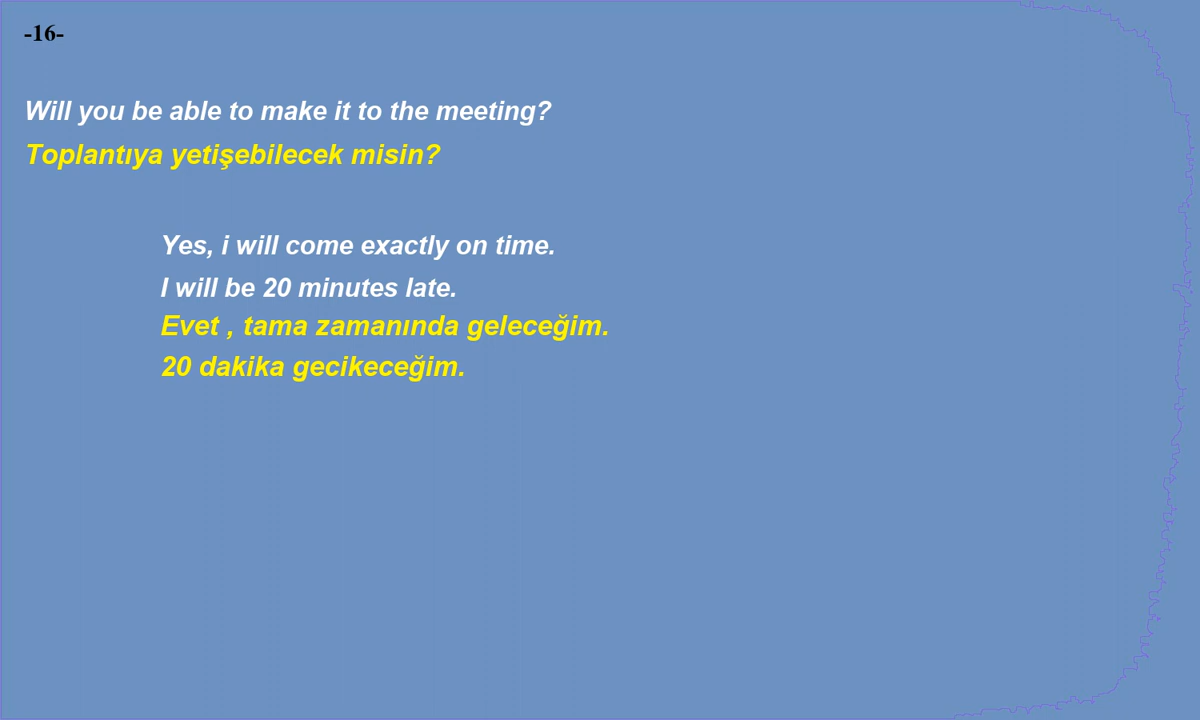 -16-
Will you be able to make it to the meeting?
Toplantıya yetişebilecek misin?
Yes, i will come exactly on time.
I will be 20 minutes late.
Evet , tama zamanında geleceğim.
20 dakika gecikeceğim.